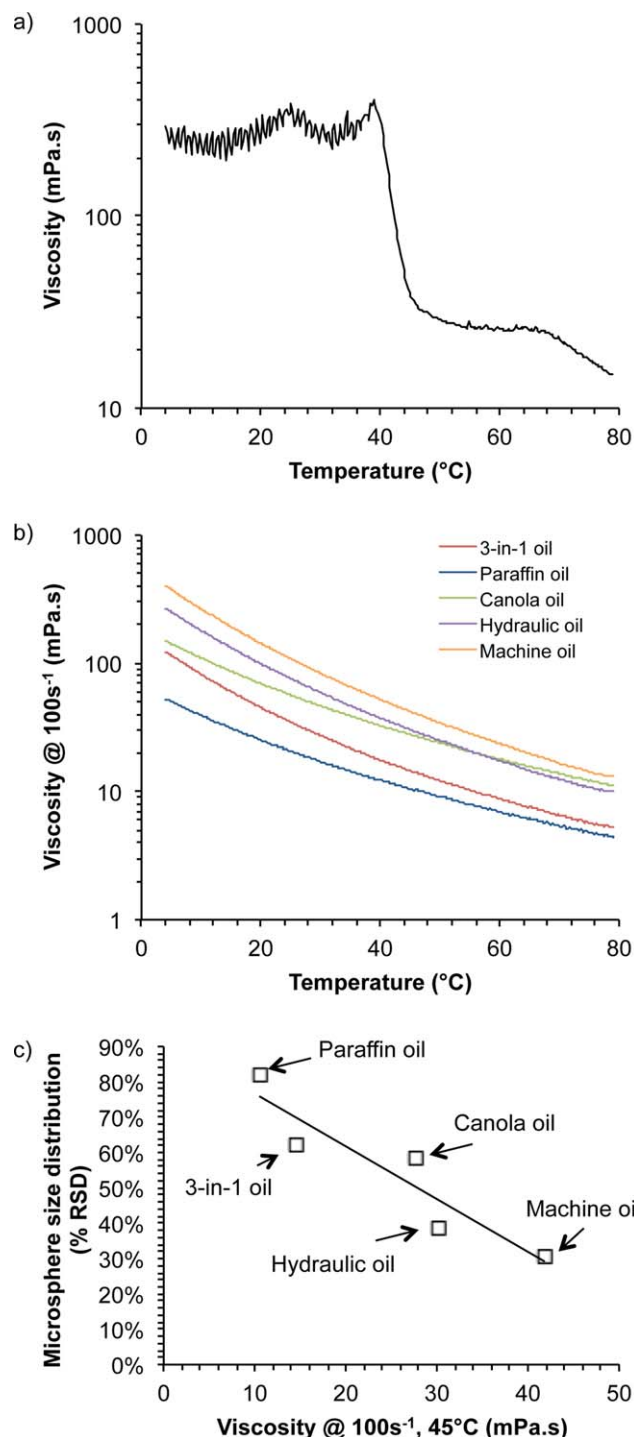 a)
1000
100
10
Viscosity (mPa.s)
0 20 40 60 80
Temperature (°C)
b)
1000
100
10
1
Viscosity @ 100s⁻¹ (mPa.s)
3-in-1 oil
Paraffin oil
Canola oil
Hydraulic oil
Machine oil
0 20 40 60 80
Temperature (°C)
c)
90%
80%
70%
60%
50%
40%
30%
20%
10%
0%
Microsphere size distribution
(% RSD)
Paraffin oil
Canola oil
3-in-1 oil
Machine oi
Hydraulic oil
0 10 20 30 40 50
Viscosity @ 100s⁻¹, 45°C (mPa.s)